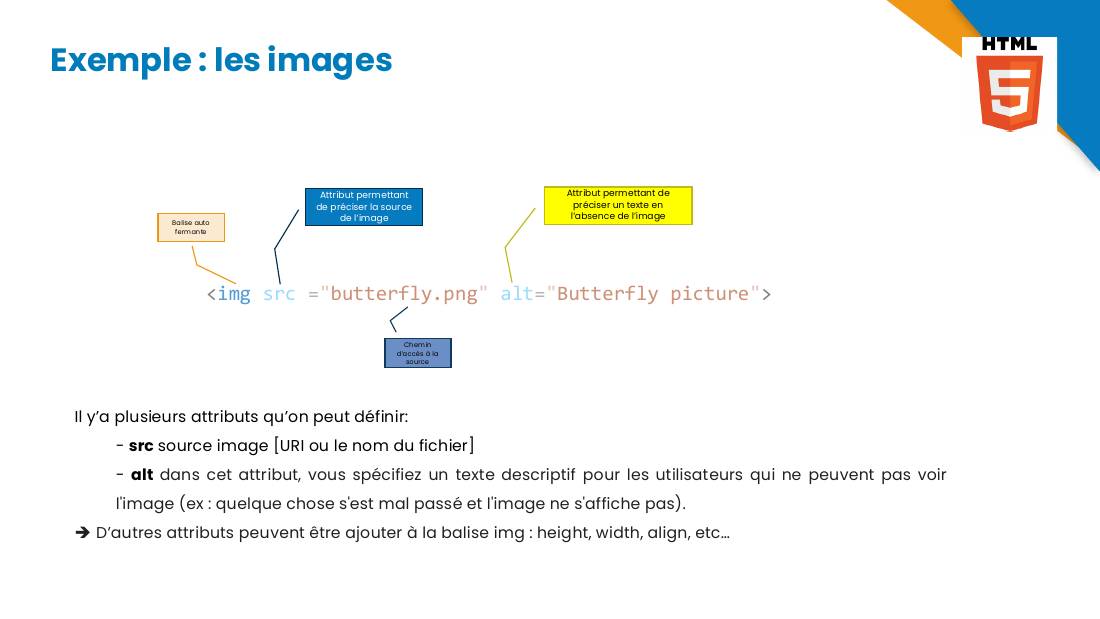 Exemple : les images
HTML
5
Attribut permettant
de préciser la source
de l'image
Attribut permettant de
préciser un texte en
l'absence de l'image
Balise auto
fermante
<img src ="butterfly.png" alt="Butterfly picture">
Chemin
d'accès à la
source
Il y'a plusieurs attributs qu'on peut définir:
- src source image [URI ou le nom du fichier]
- alt dans cet attribut, vous spécifiez un texte descriptif pour les utilisateurs qui ne peuvent pas voir
l'image (ex : quelque chose s'est mal passé et l'image ne s'affiche pas).
➔ D'autres attributs peuvent être ajouter à la balise img : height, width, align, etc…